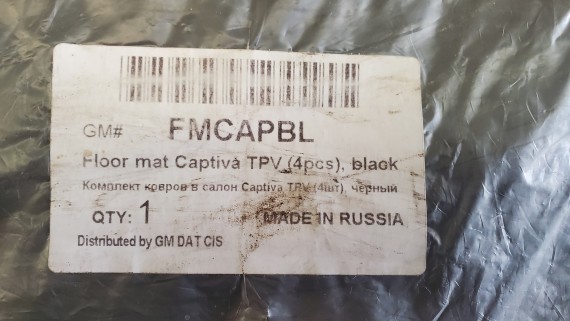 GM# FMCAPBL
Floor mat Captiva TPV (4pcs), black
Комплект ковров в салон Captiva TPV (4шт), черный
QTY: 1 MADE IN RUSSIA
Distributed by GM DAT CIS